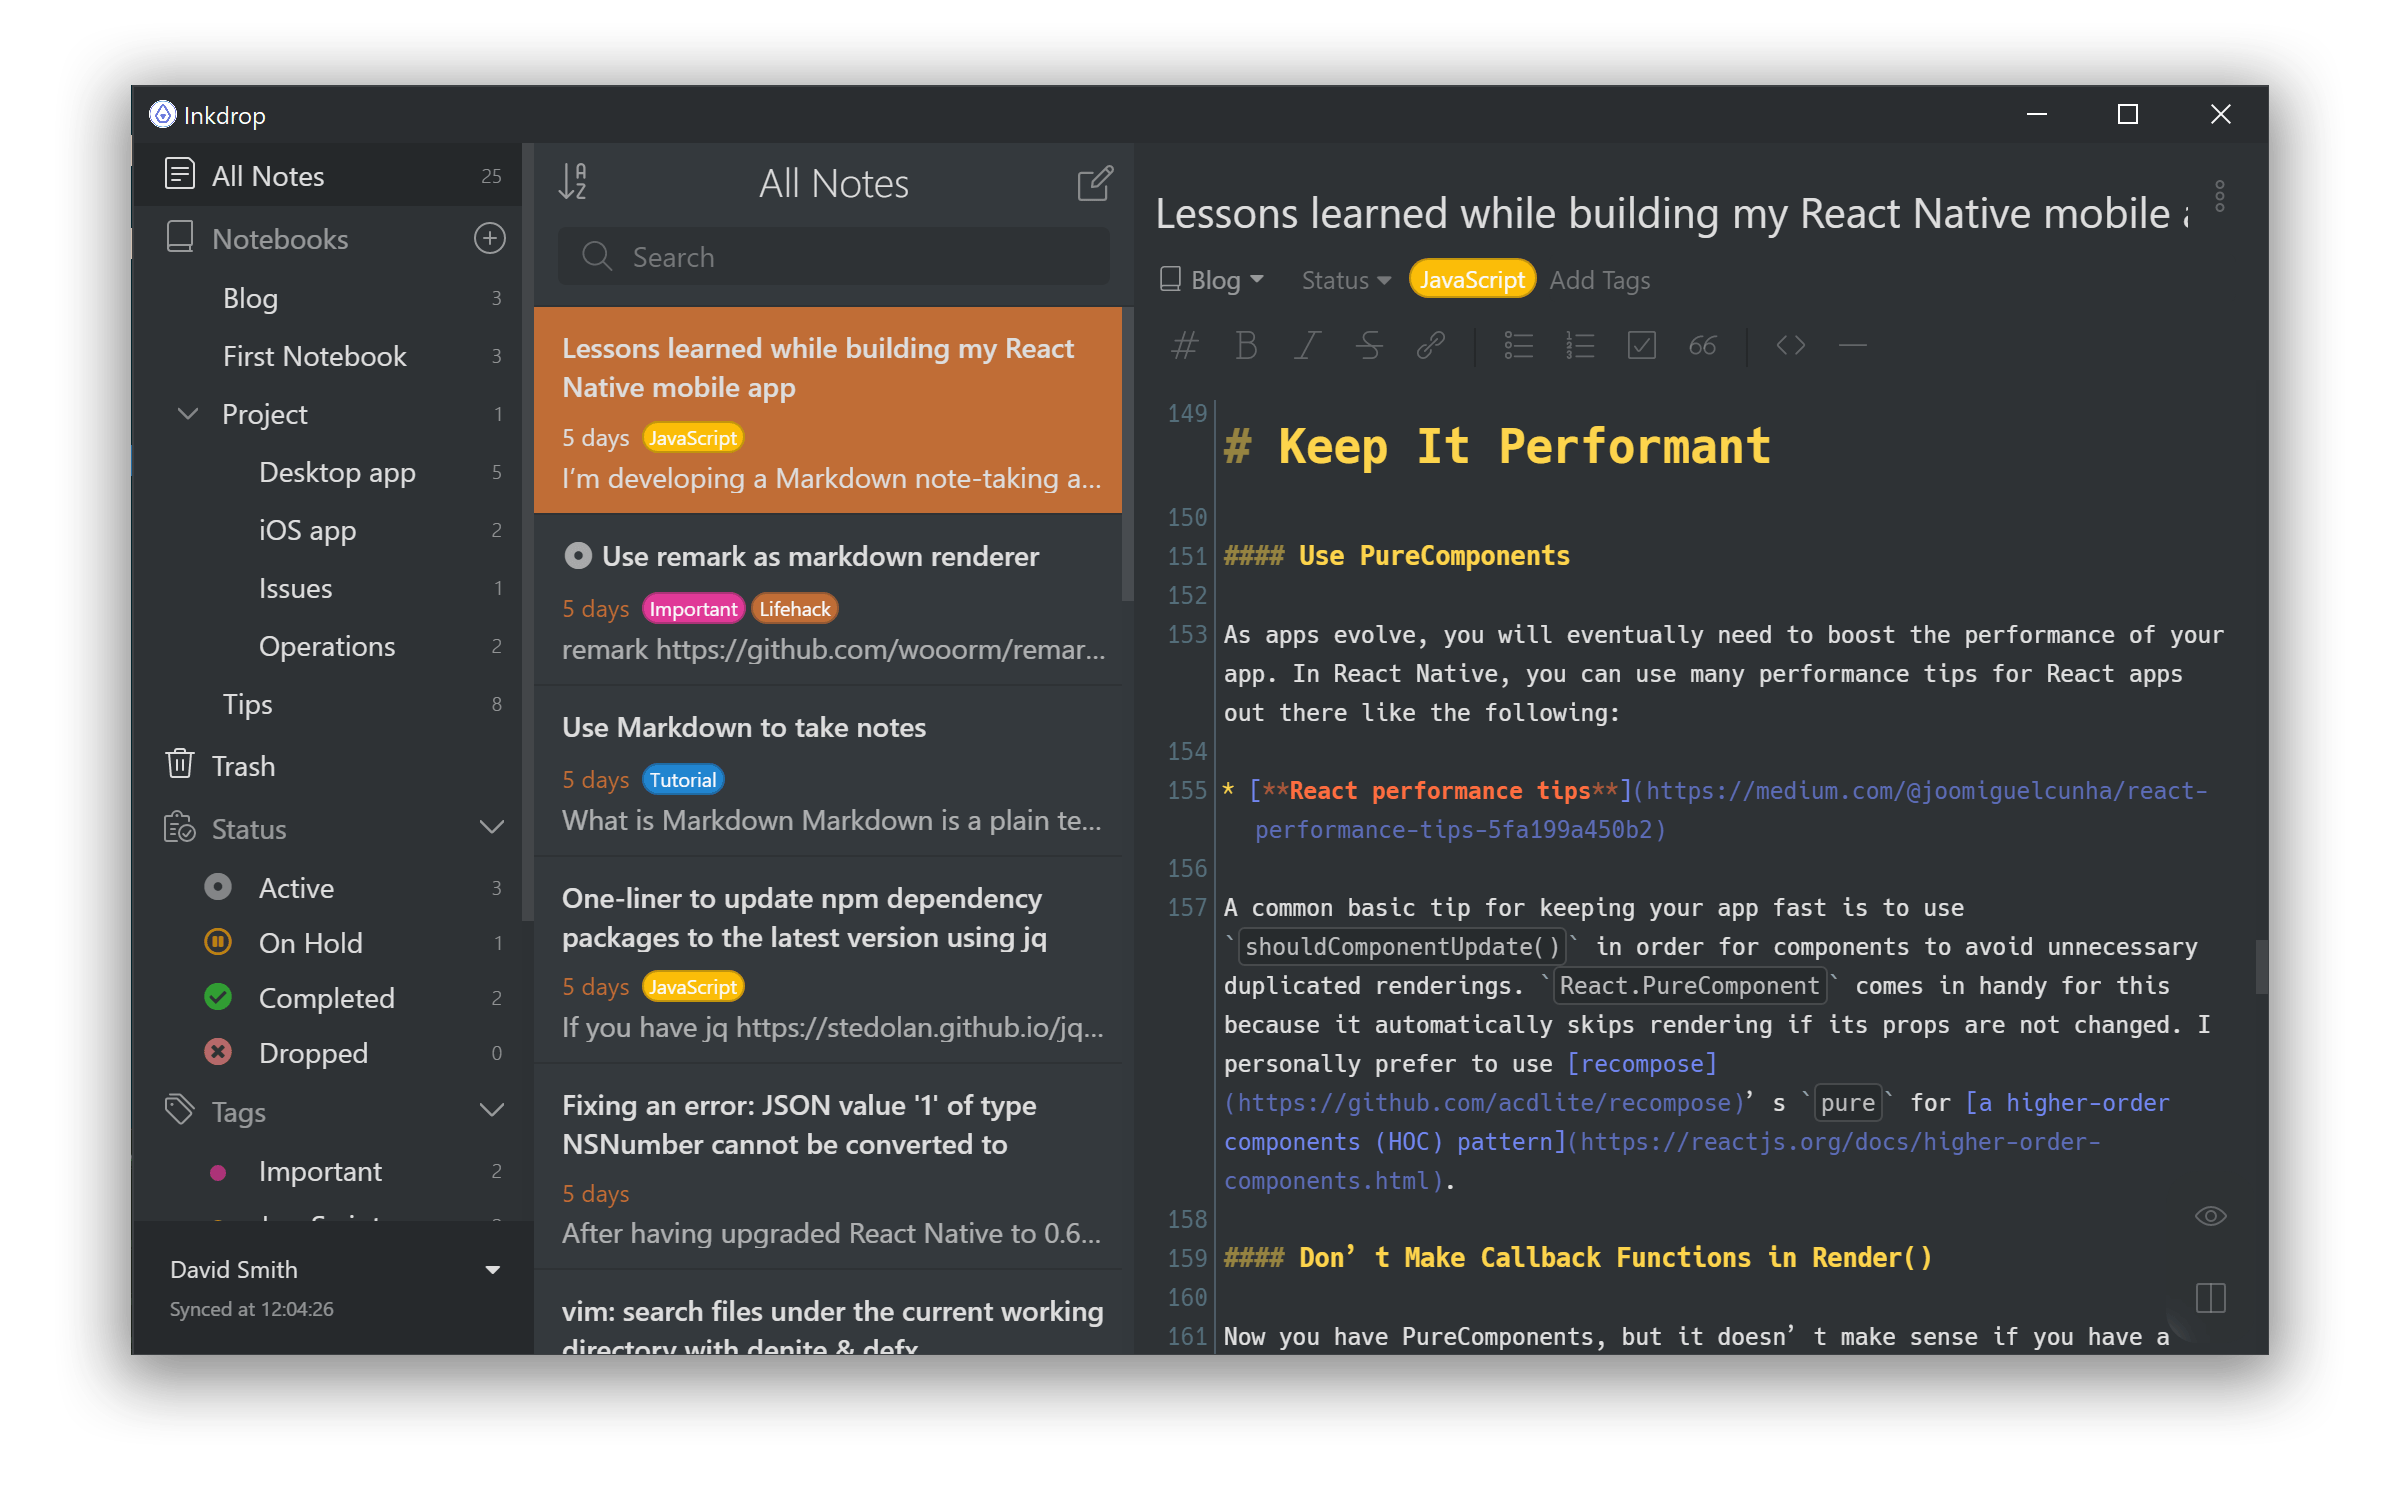 Inkdrop
All Notes 25
Notebooks
Blog 3
First Notebook 3
Project 1
Desktop app 5
iOS app 2
Issues 1
Operations 2
Tips 8
Trash
Status
Active 3
On Hold 1
Completed 2
Dropped 0
Tags
Important 2
David Smith
Synced at 12:04:26
All Notes
Search
Lessons learned while building my React
Native mobile app
5 days JavaScript
I’m developing a Markdown note-taking a...
Use remark as markdown renderer
5 days Important Lifehack
remark https://github.com/wooorm/remar...
Use Markdown to take notes
5 days Tutorial
What is Markdown Markdown is a plain te...
One-liner to update npm dependency
packages to the latest version using jq
5 days JavaScript
If you have jq https://stedolan.github.io/jq...
Fixing an error: JSON value '1' of type
NSNumber cannot be converted to
5 days
After having upgraded React Native to 0.6...
vim: search files under the current working
directory with denite & defx
Lessons learned while building my React Native mobile
Blog Status JavaScript Add Tags
149 # Keep It Performant
150
151 #### Use PureComponents
152
153 As apps evolve, you will eventually need to boost the performance of your
app. In React Native, you can use many performance tips for React apps
out there like the following:
154
155 * [**React performance tips**](https://medium.com/@joomiguelcunha/react-
performance-tips-5fa199a450b2)
156
157 A common basic tip for keeping your app fast is to use
`shouldComponentUpdate()` in order for components to avoid unnecessary
duplicated renderings. `React.PureComponent` comes in handy for this
because it automatically skips rendering if its props are not changed. I
personally prefer to use [recompose]
(https://github.com/acdlite/recompose)’ s `pure` for [a higher-order
components (HOC) pattern](https://reactjs.org/docs/higher-order-
components.html).
158
159 #### Don’ t Make Callback Functions in Render()
160
161 Now you have PureComponents, but it doesn’ t make sense if you have a